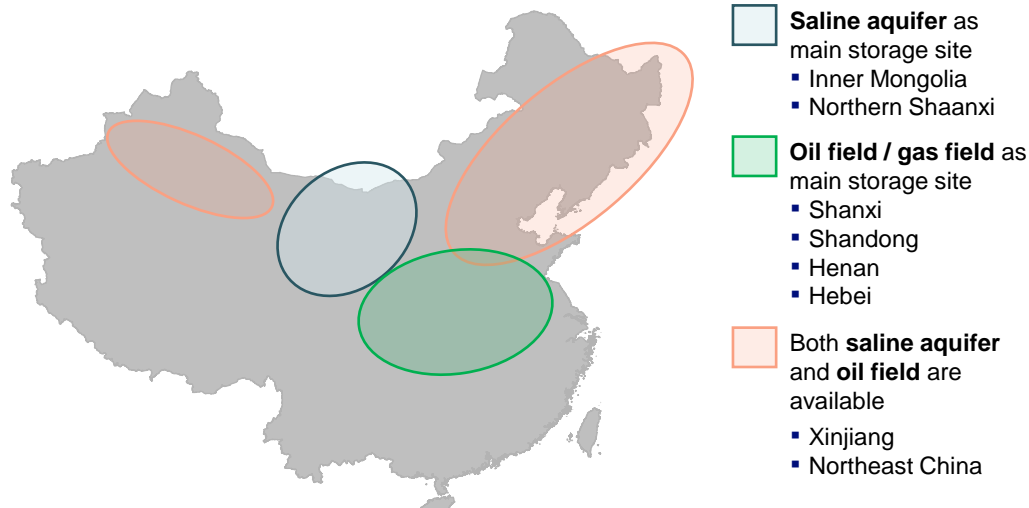 Saline aquifer as
main storage site
▪ Inner Mongolia
▪ Northern Shaanxi
Oil field / gas field as
main storage site
▪ Shanxi
▪ Shandong
▪ Henan
▪ Hebei
Both saline aquifer
and oil field are
available
▪ Xinjiang
▪ Northeast China